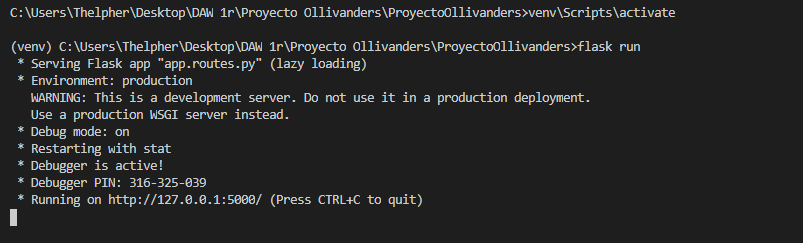 C:\Users\Thelpher\Desktop\DAW 1r\Proyecto Ollivanders\ProyectoOllivanders>venv\Scripts\activate
(venv) C:\Users\Thelpher\Desktop\DAW 1r\Proyecto Ollivanders\ProyectoOllivanders>flask run
* Serving Flask app "app.routes.py" (lazy loading)
* Environment: production
WARNING: This is a development server. Do not use it in a production deployment.
Use a production WSGI server instead.
* Debug mode: on
* Restarting with stat
* Debugger is active!
* Debugger PIN: 316-325-039
* Running on http://127.0.0.1:5000/ (Press CTRL+C to quit)